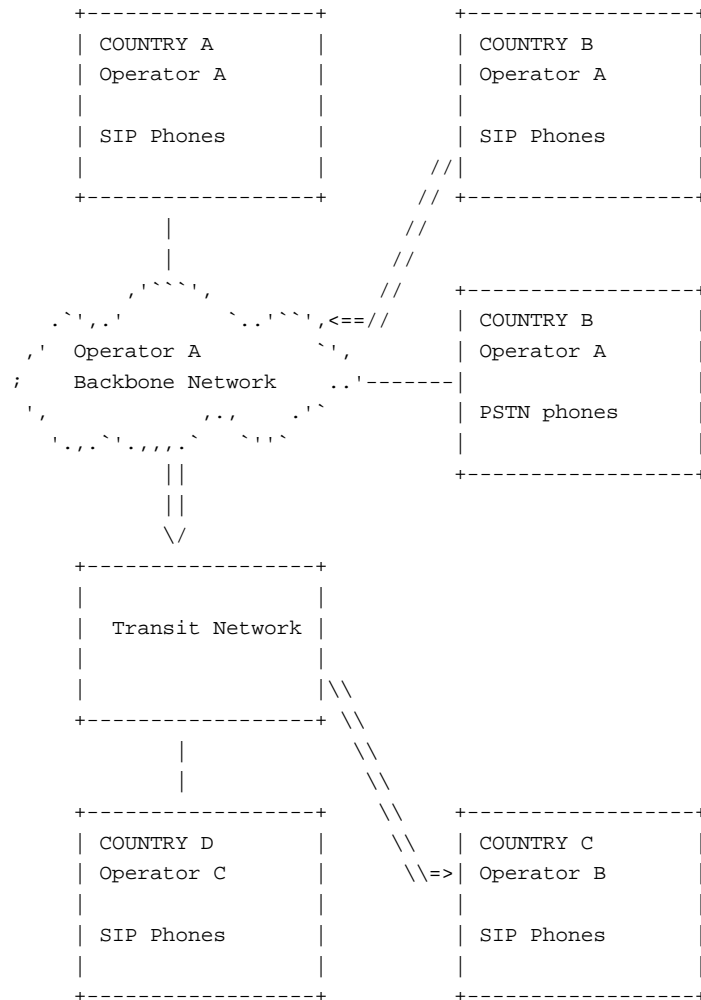 COUNTRY A
Operator A
SIP Phones
COUNTRY B
Operator A
SIP Phones
Operator A
Backbone Network
COUNTRY B
Operator A
PSTN phones
Transit Network
COUNTRY D
Operator C
SIP Phones
COUNTRY C
Operator B
SIP Phones